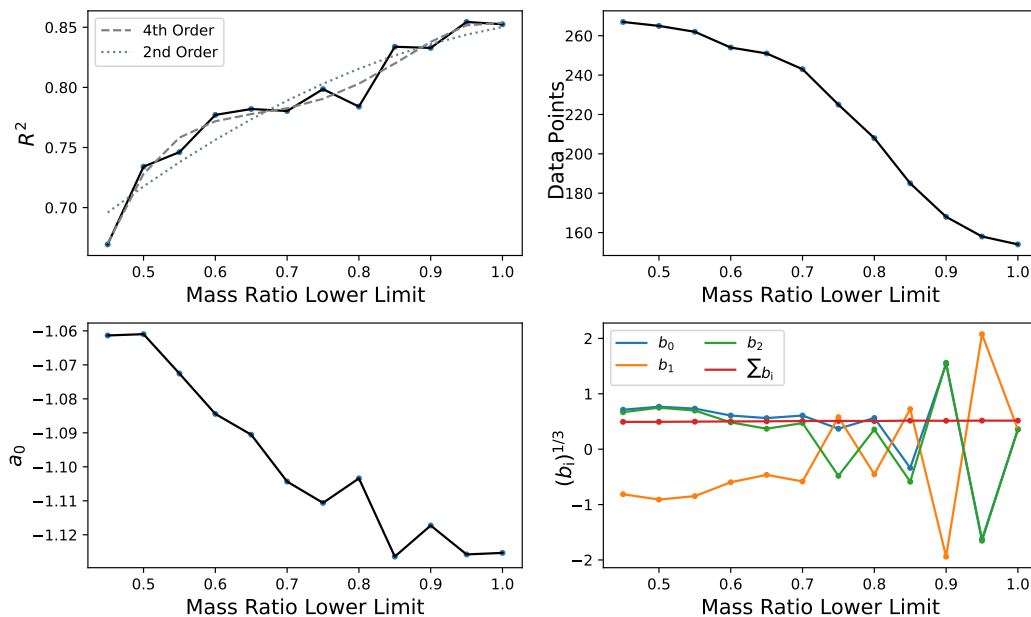 0.85
0.80
0.75
0.70
R²
4th Order
2nd Order
0.5 0.6 0.7 0.8 0.9 1.0
Mass Ratio Lower Limit
260
240
220
200
180
160
Data Points
0.5 0.6 0.7 0.8 0.9 1.0
Mass Ratio Lower Limit
−1.06
−1.07
−1.08
−1.09
−1.10
−1.11
−1.12
a₀
0.5 0.6 0.7 0.8 0.9 1.0
Mass Ratio Lower Limit
2
1
0
−1
−2
(bᵢ)^{1/3}
b₀ b₂
b₁ ∑bᵢ
0.5 0.6 0.7 0.8 0.9 1.0
Mass Ratio Lower Limit